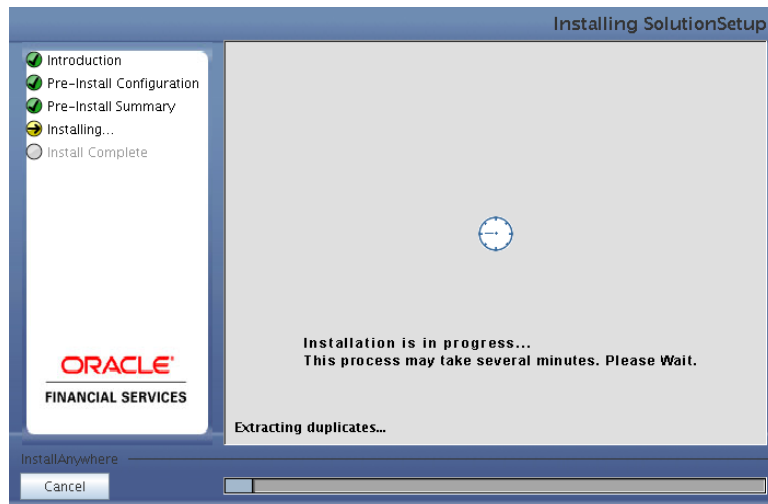 Installing SolutionSetup
Introduction
Pre-Install Configuration
Pre-Install Summary
Installing...
Install Complete
Installation is in progress...
This process may take several minutes. Please Wait.
ORACLE'
FINANCIAL SERVICES
Extracting duplicates...
InstallAnywhere
Cancel